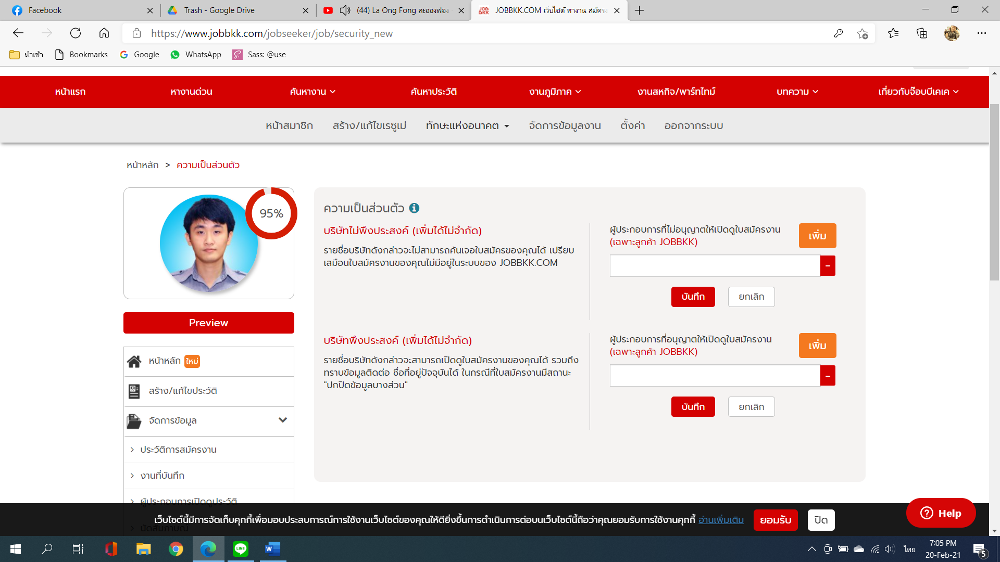 Facebook
Trash - Google Drive
(44) La Ong Fong ละอองฟอง
JOBBKK.COM เว็บไซต์ หางาน สมัครง
https://www.jobbkk.com/jobseeker/job/security_new
นำเข้า
Bookmarks
Google
WhatsApp
Sass: @use
หน้าแรก
หางานด่วน
ค้นหางาน
ค้นหาประวัติ
งานภูมิภาค
งานสหกิจ/พาร์ทไทม์
บทความ
เกี่ยวกับจ๊อบบีเคเค
หน้าสมาชิก
สร้าง/แก้ไขเรซูเม่
ทักษะแห่งอนาคต
จัดการข้อมูลงาน
ตั้งค่า
ออกจากระบบ
หน้าหลัก > ความเป็นส่วนตัว
95%
Preview
หน้าหลัก ใหม่
สร้าง/แก้ไขประวัติ
จัดการข้อมูล
ประวัติการสมัครงาน
งานที่บันทึก
ผู้ประกอบการเปิดดูประวัติ
นัดสัมภาษณ์
ความเป็นส่วนตัว
บริษัทไม่พึงประสงค์ (เพิ่มได้ไม่จำกัด)
รายชื่อบริษัทดังกล่าวจะไม่สามารถค้นเจอใบสมัครของคุณได้ เปรียบ
เสมือนใบสมัครงานของคุณไม่มีอยู่ในระบบของ JOBBKK.COM
ผู้ประกอบการที่ไม่อนุญาตให้เปิดดูใบสมัครงาน
(เฉพาะลูกค้า JOBBKK)
เพิ่ม
-
บันทึก
ยกเลิก
บริษัทพึงประสงค์ (เพิ่มได้ไม่จำกัด)
รายชื่อบริษัทดังกล่าวจะสามารถเปิดดูใบสมัครงานของคุณได้ รวมถึง
ทราบข้อมูลติดต่อ ชื่อที่อยู่ปัจจุบันได้ ในกรณีที่ใบสมัครงานมีสถานะ
"ปกปิดข้อมูลบางส่วน"
ผู้ประกอบการที่อนุญาตให้เปิดดูใบสมัครงาน
(เฉพาะลูกค้า JOBBKK)
เพิ่ม
-
บันทึก
ยกเลิก
เว็บไซต์นี้มีการจัดเก็บคุกกี้เพื่อมอบประสบการณ์การใช้งานเว็บไซต์ของคุณให้ดียิ่งขึ้นการดำเนินการต่อบนเว็บไซต์นี้ถือว่าคุณยอมรับการใช้งานคุกกี้ อ่านเพิ่มเติม
ยอมรับ
ปิด
Help
ไทย
7:05 PM
20-Feb-21
5